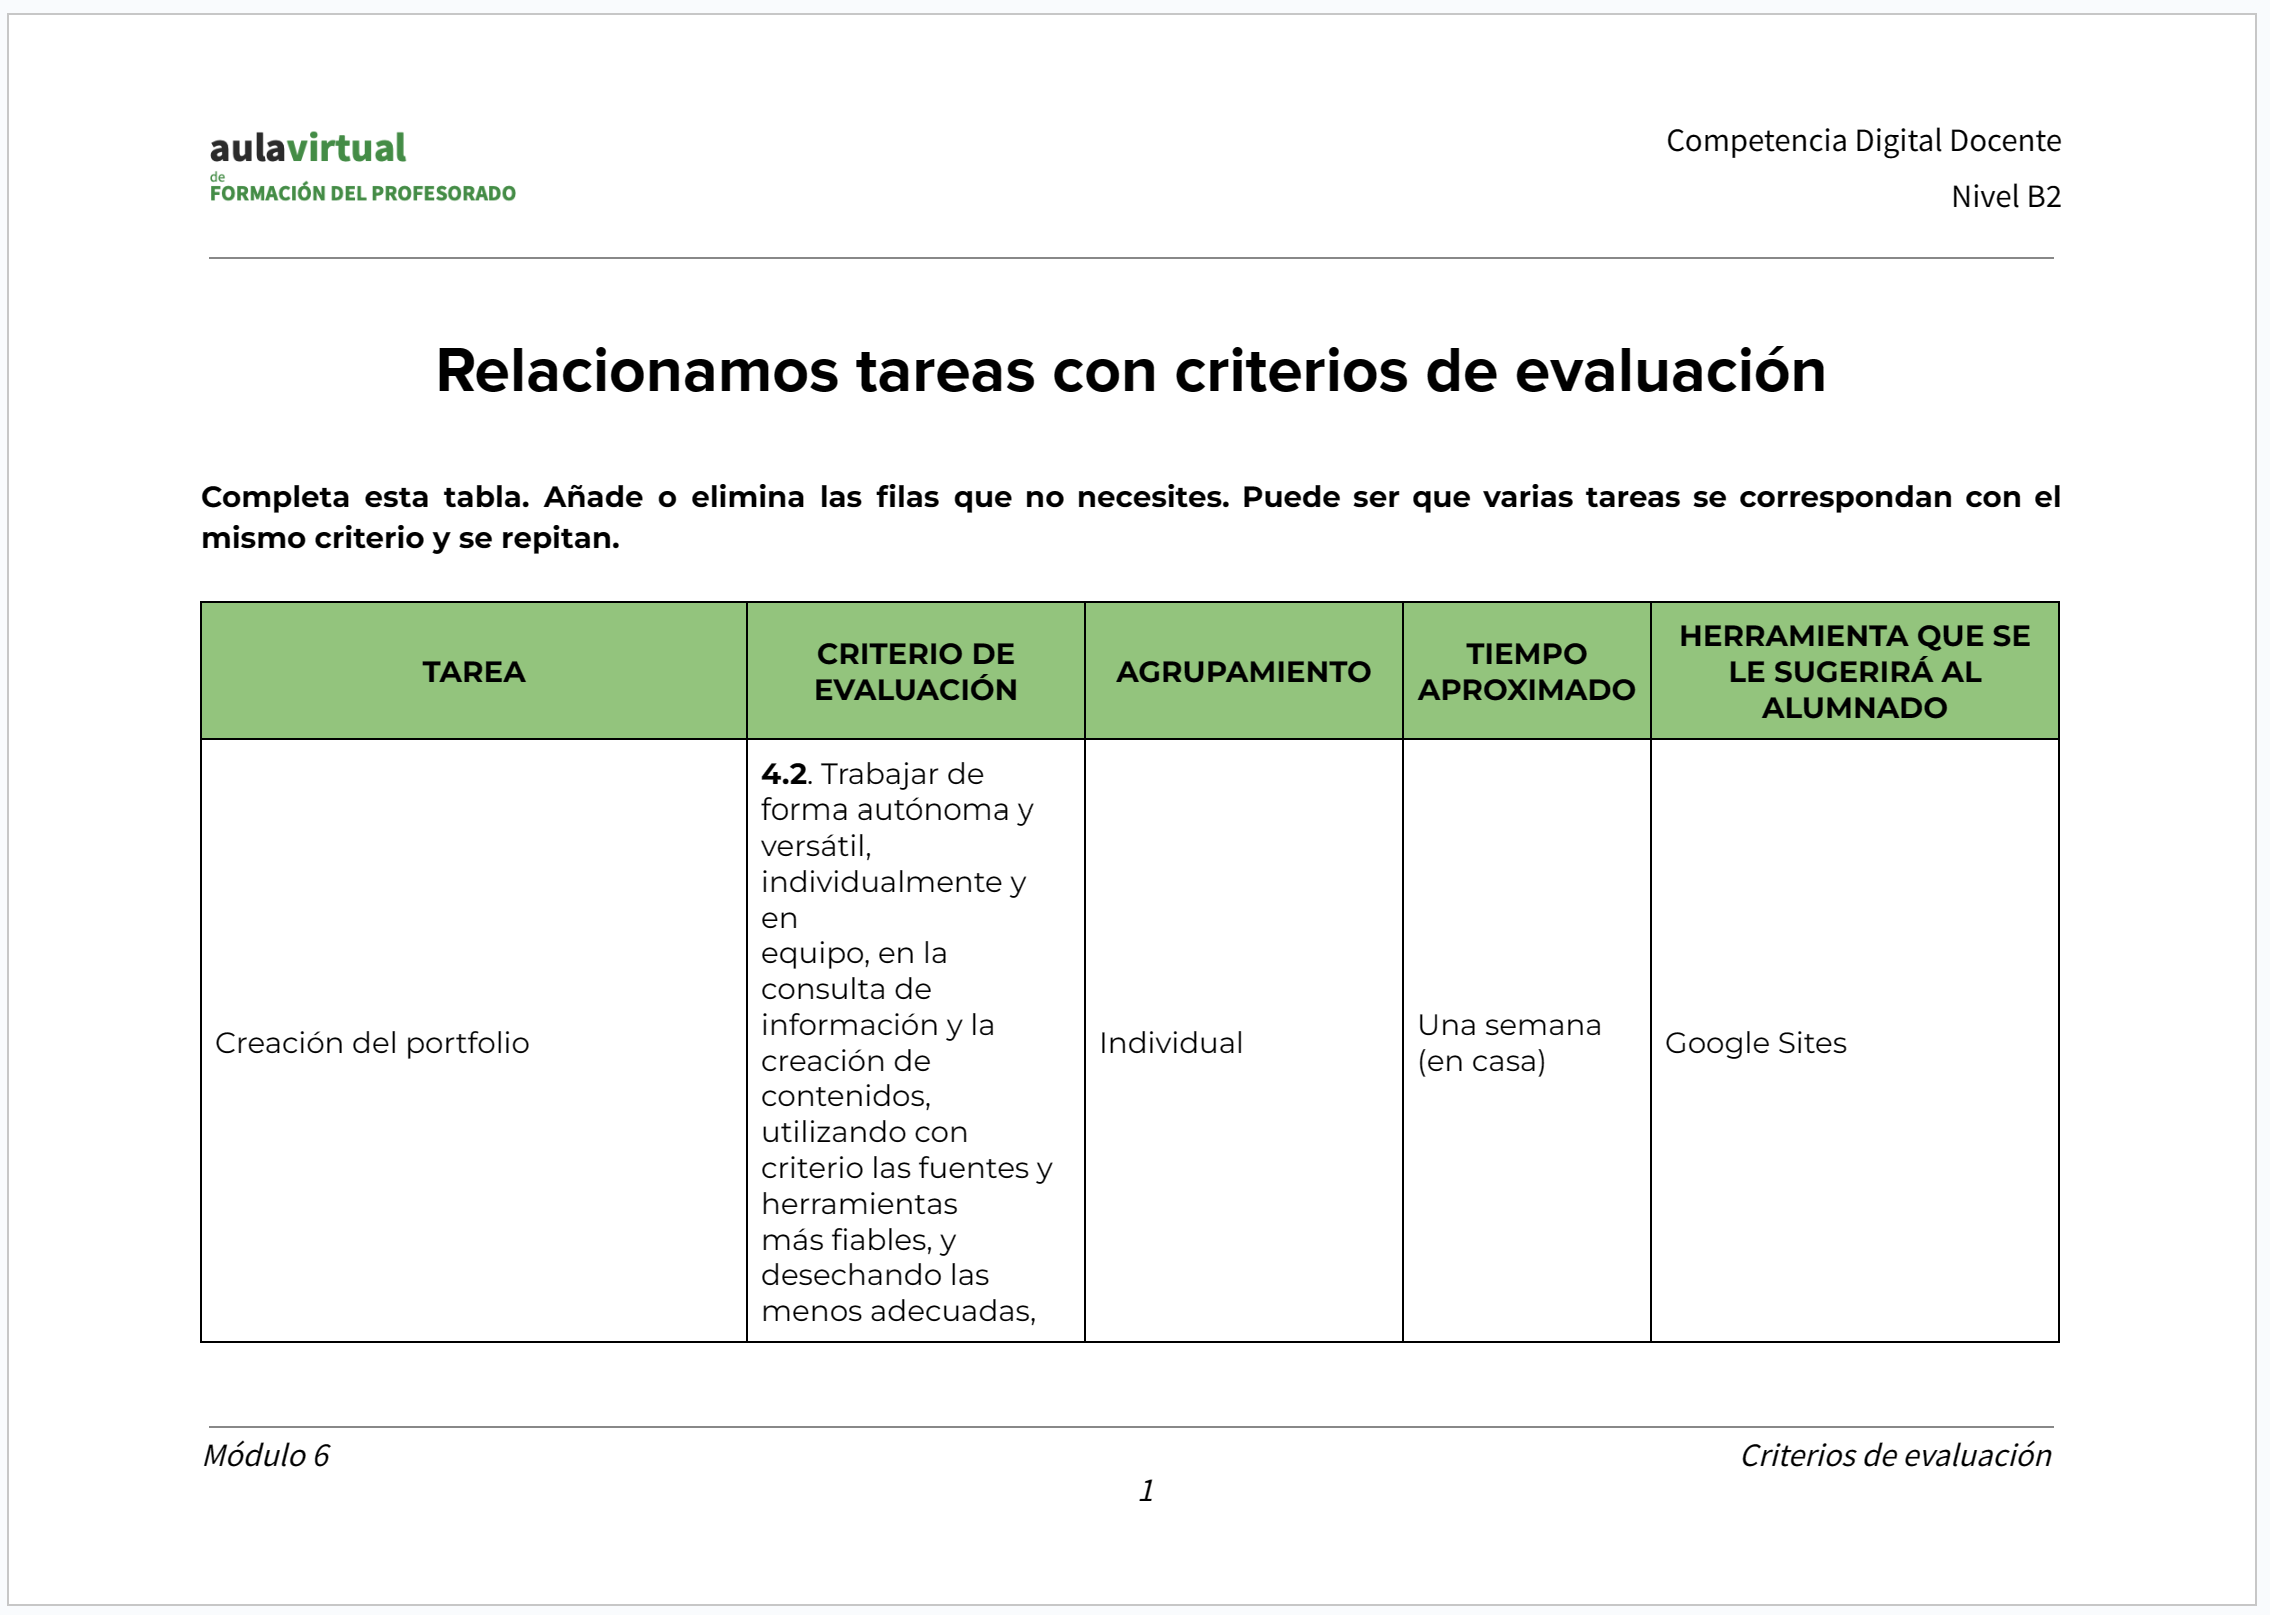 aulavirtual
de
FORMACIÓN DEL PROFESORADO
Competencia Digital Docente
Nivel B2
Relacionamos tareas con criterios de evaluación
Completa esta tabla. Añade o elimina las filas que no necesites. Puede ser que varias tareas se correspondan con el
mismo criterio y se repitan.
TAREA
CRITERIO DE
EVALUACIÓN
AGRUPAMIENTO
TIEMPO
APROXIMADO
HERRAMIENTA QUE SE
LE SUGERIRÁ AL
ALUMNADO
Creación del portfolio
4.2. Trabajar de
forma autónoma y
versátil,
individualmente y
en
equipo, en la
consulta de
información y la
creación de
contenidos,
utilizando con
criterio las fuentes y
herramientas
más fiables, y
desechando las
menos adecuadas,
Individual
Una semana
(en casa)
Google Sites
Módulo 6
Criterios de evaluación
1